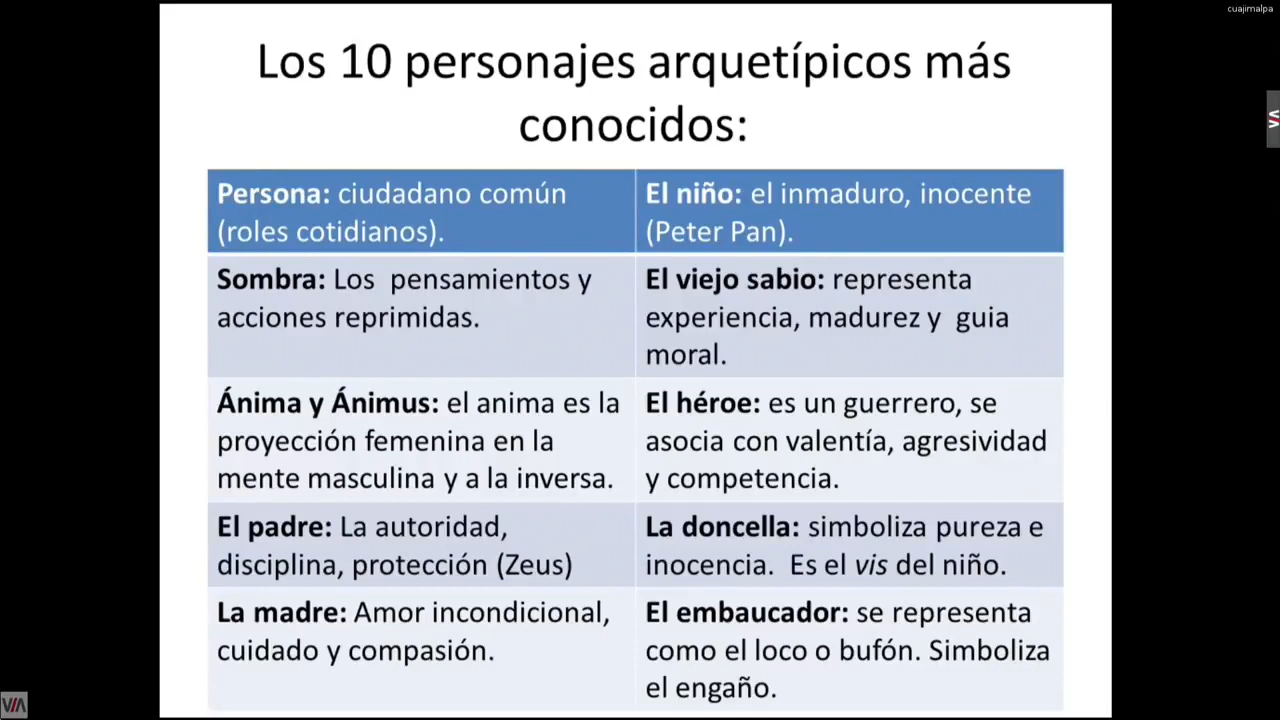 cuajimalpa
Los 10 personajes arquetípicos más
conocidos:
Persona: ciudadano común
(roles cotidianos).
El niño: el inmaduro, inocente
(Peter Pan).
Sombra: Los  pensamientos y
acciones reprimidas.
El viejo sabio: representa
experiencia, madurez y  guia
moral.
Ánima y Ánimus: el anima es la
proyección femenina en la
mente masculina y a la inversa.
El héroe: es un guerrero, se
asocia con valentía, agresividad
y competencia.
El padre: La autoridad,
disciplina, protección (Zeus)
La doncella: simboliza pureza e
inocencia.  Es el vis del niño.
La madre: Amor incondicional,
cuidado y compasión.
El embaucador: se representa
como el loco o bufón. Simboliza
el engaño.